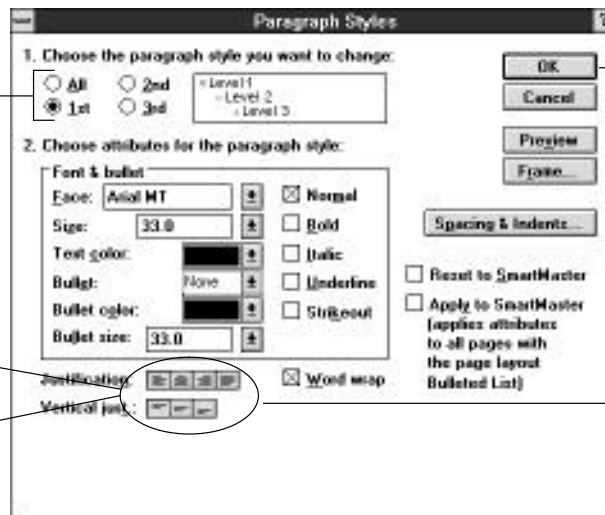 Paragraph Styles
1. Choose the paragraph style you want to change:
All
2nd
1st
3rd
Level 1
Level 2
Level 3
OK
Cancel
Preview
Frame...
2. Choose attributes for the paragraph style:
Font & bullet
Face: Arial MT
Size: 33.0
Text color:
Bullet: None
Bullet color:
Bullet size: 33.0
Normal
Bold
Italic
Underline
Strikeout
Spacing & Indents...
Reset to SmartMaster
Apply to SmartMaster
(applies attributes
to all pages with
the page layout
Bulleted List)
Justification:
Word wrap
Vertical just.: